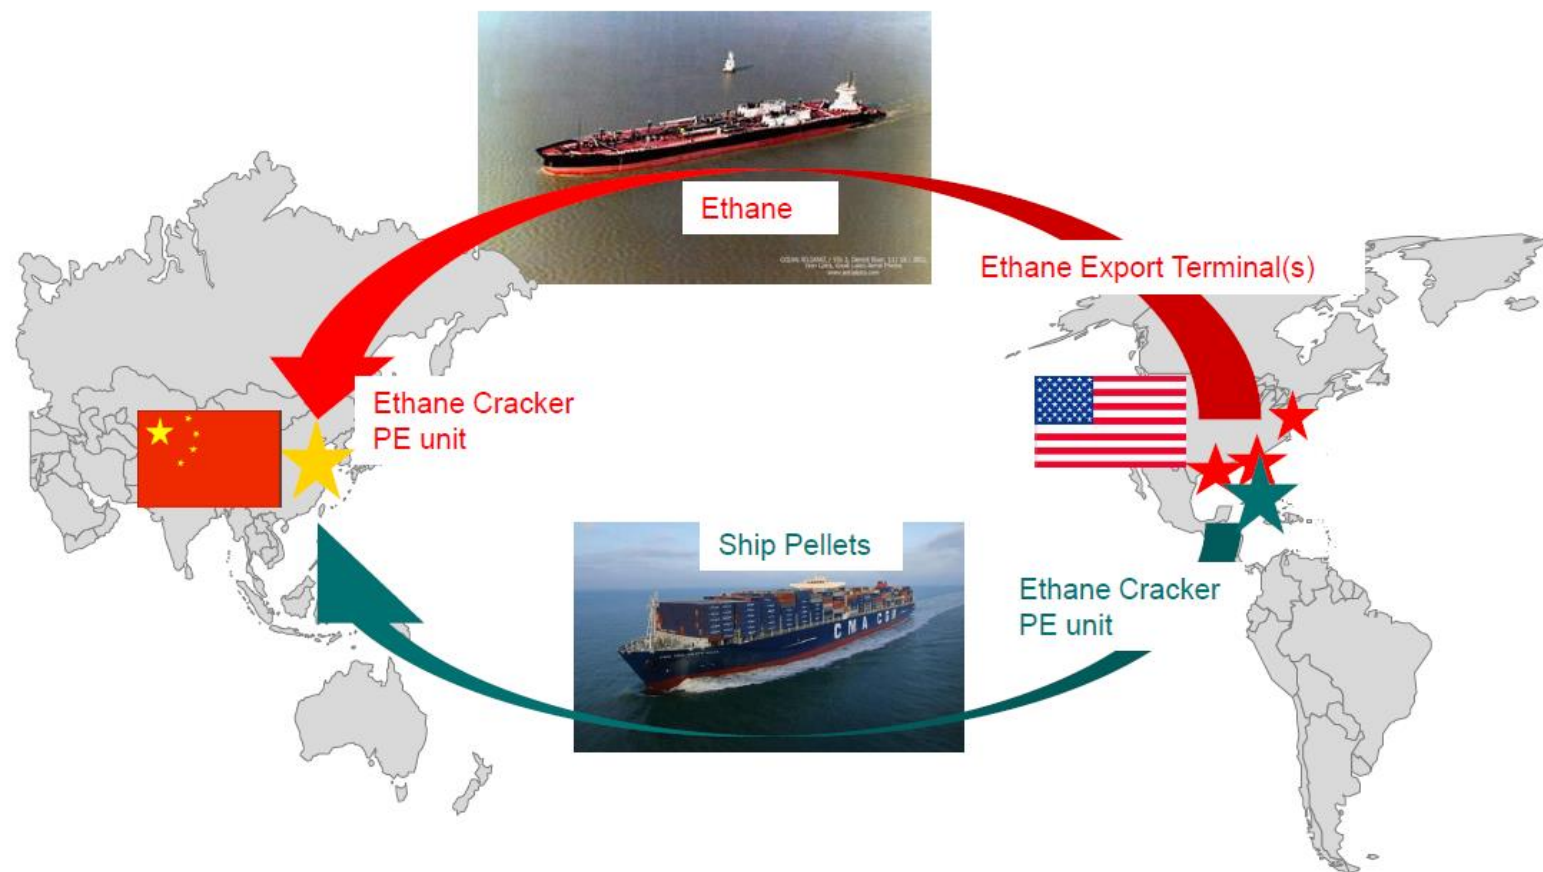 Ethane
Ethane Export Terminal(s)
Ethane Cracker
PE unit
Ship Pellets
CMA CGM
Ethane Cracker
PE unit